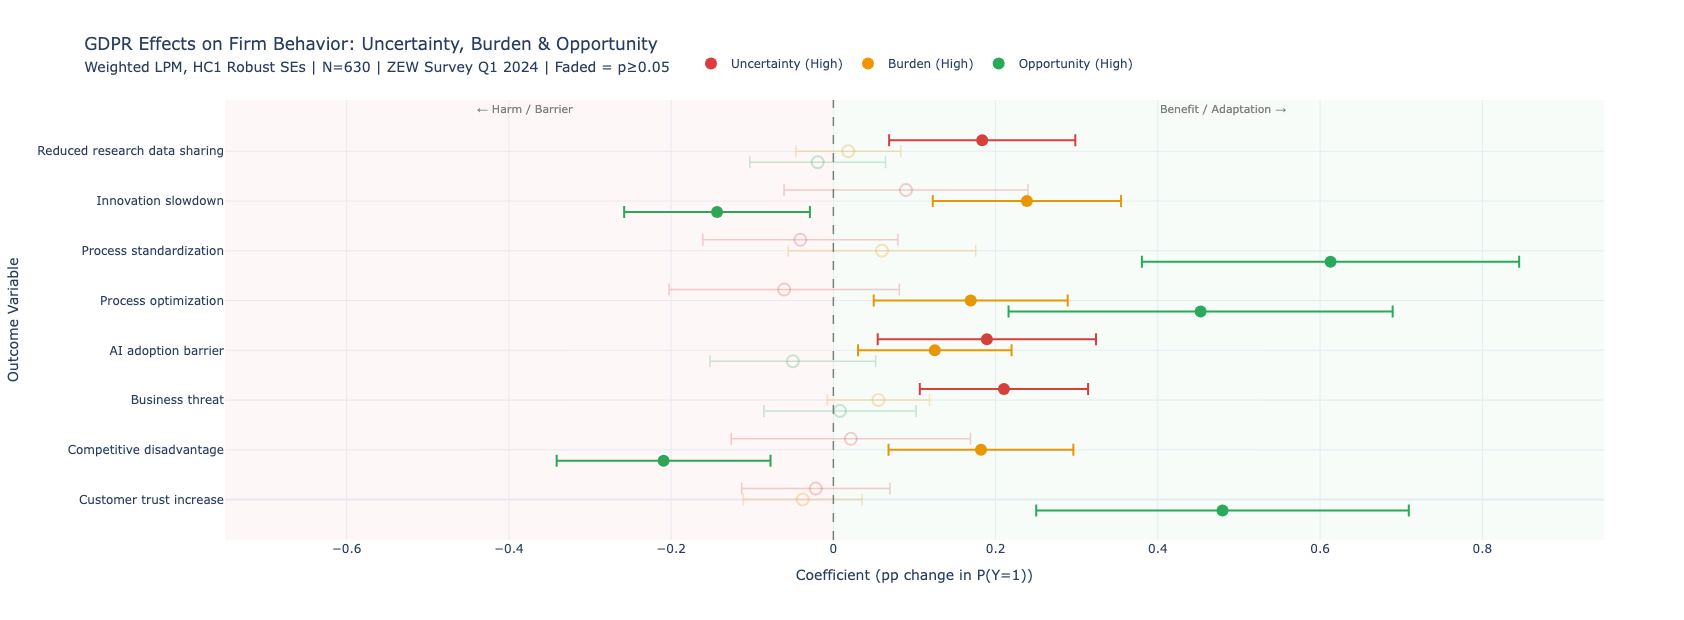 GDPR Effects on Firm Behavior: Uncertainty, Burden & Opportunity
Weighted LPM, HC1 Robust SEs | N=630 | ZEW Survey Q1 2024 | Faded = p≥0.05
Uncertainty (High)
Burden (High)
Opportunity (High)
← Harm / Barrier
Benefit / Adaptation →
Outcome Variable
Reduced research data sharing
Innovation slowdown
Process standardization
Process optimization
AI adoption barrier
Business threat
Competitive disadvantage
Customer trust increase
−0.6
−0.4
−0.2
0
0.2
0.4
0.6
0.8
Coefficient (pp change in P(Y=1))